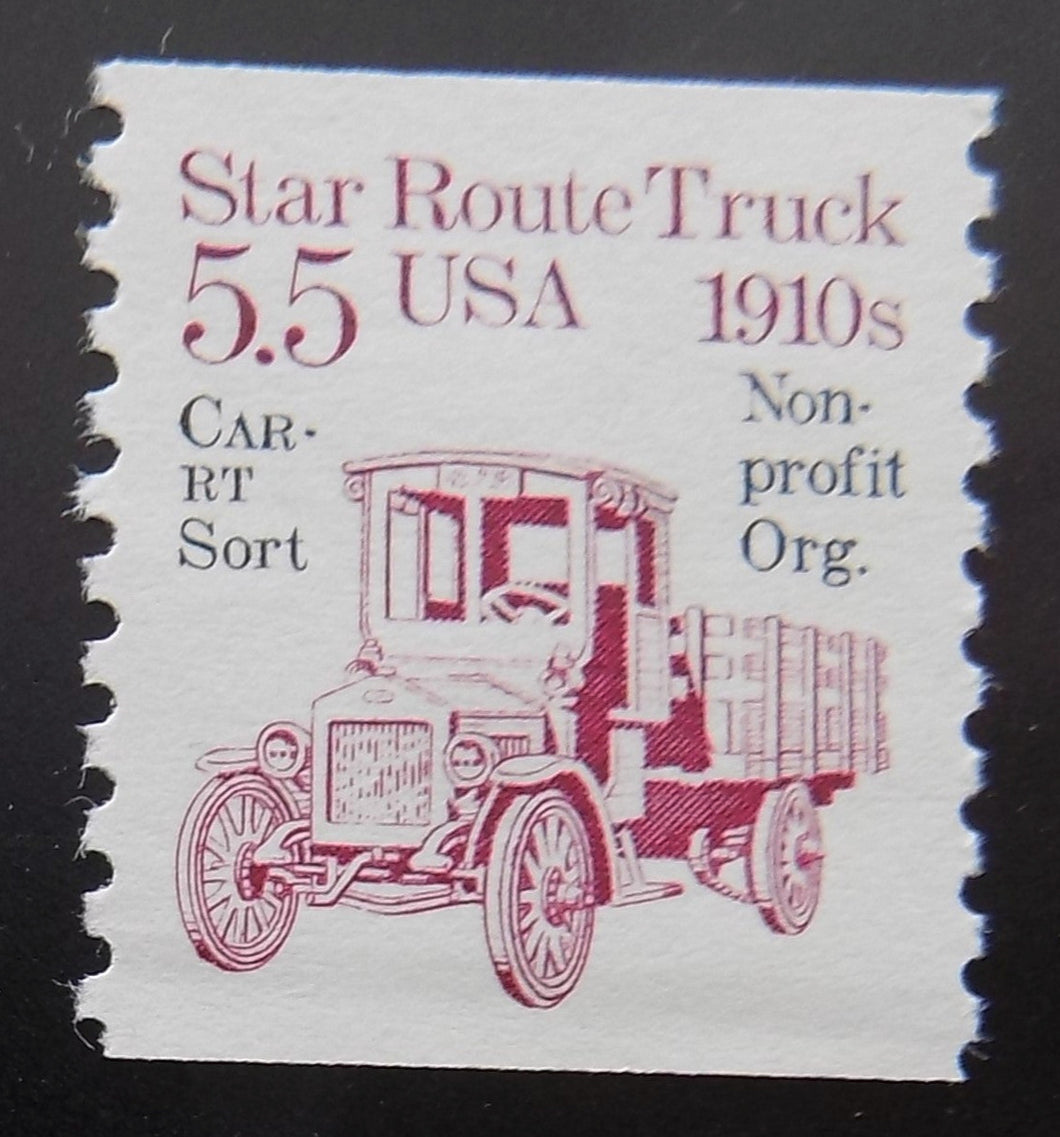 Star Route Truck
5.5 USA 1910s
CAR-
RT
Sort
Non-
profit
Org.